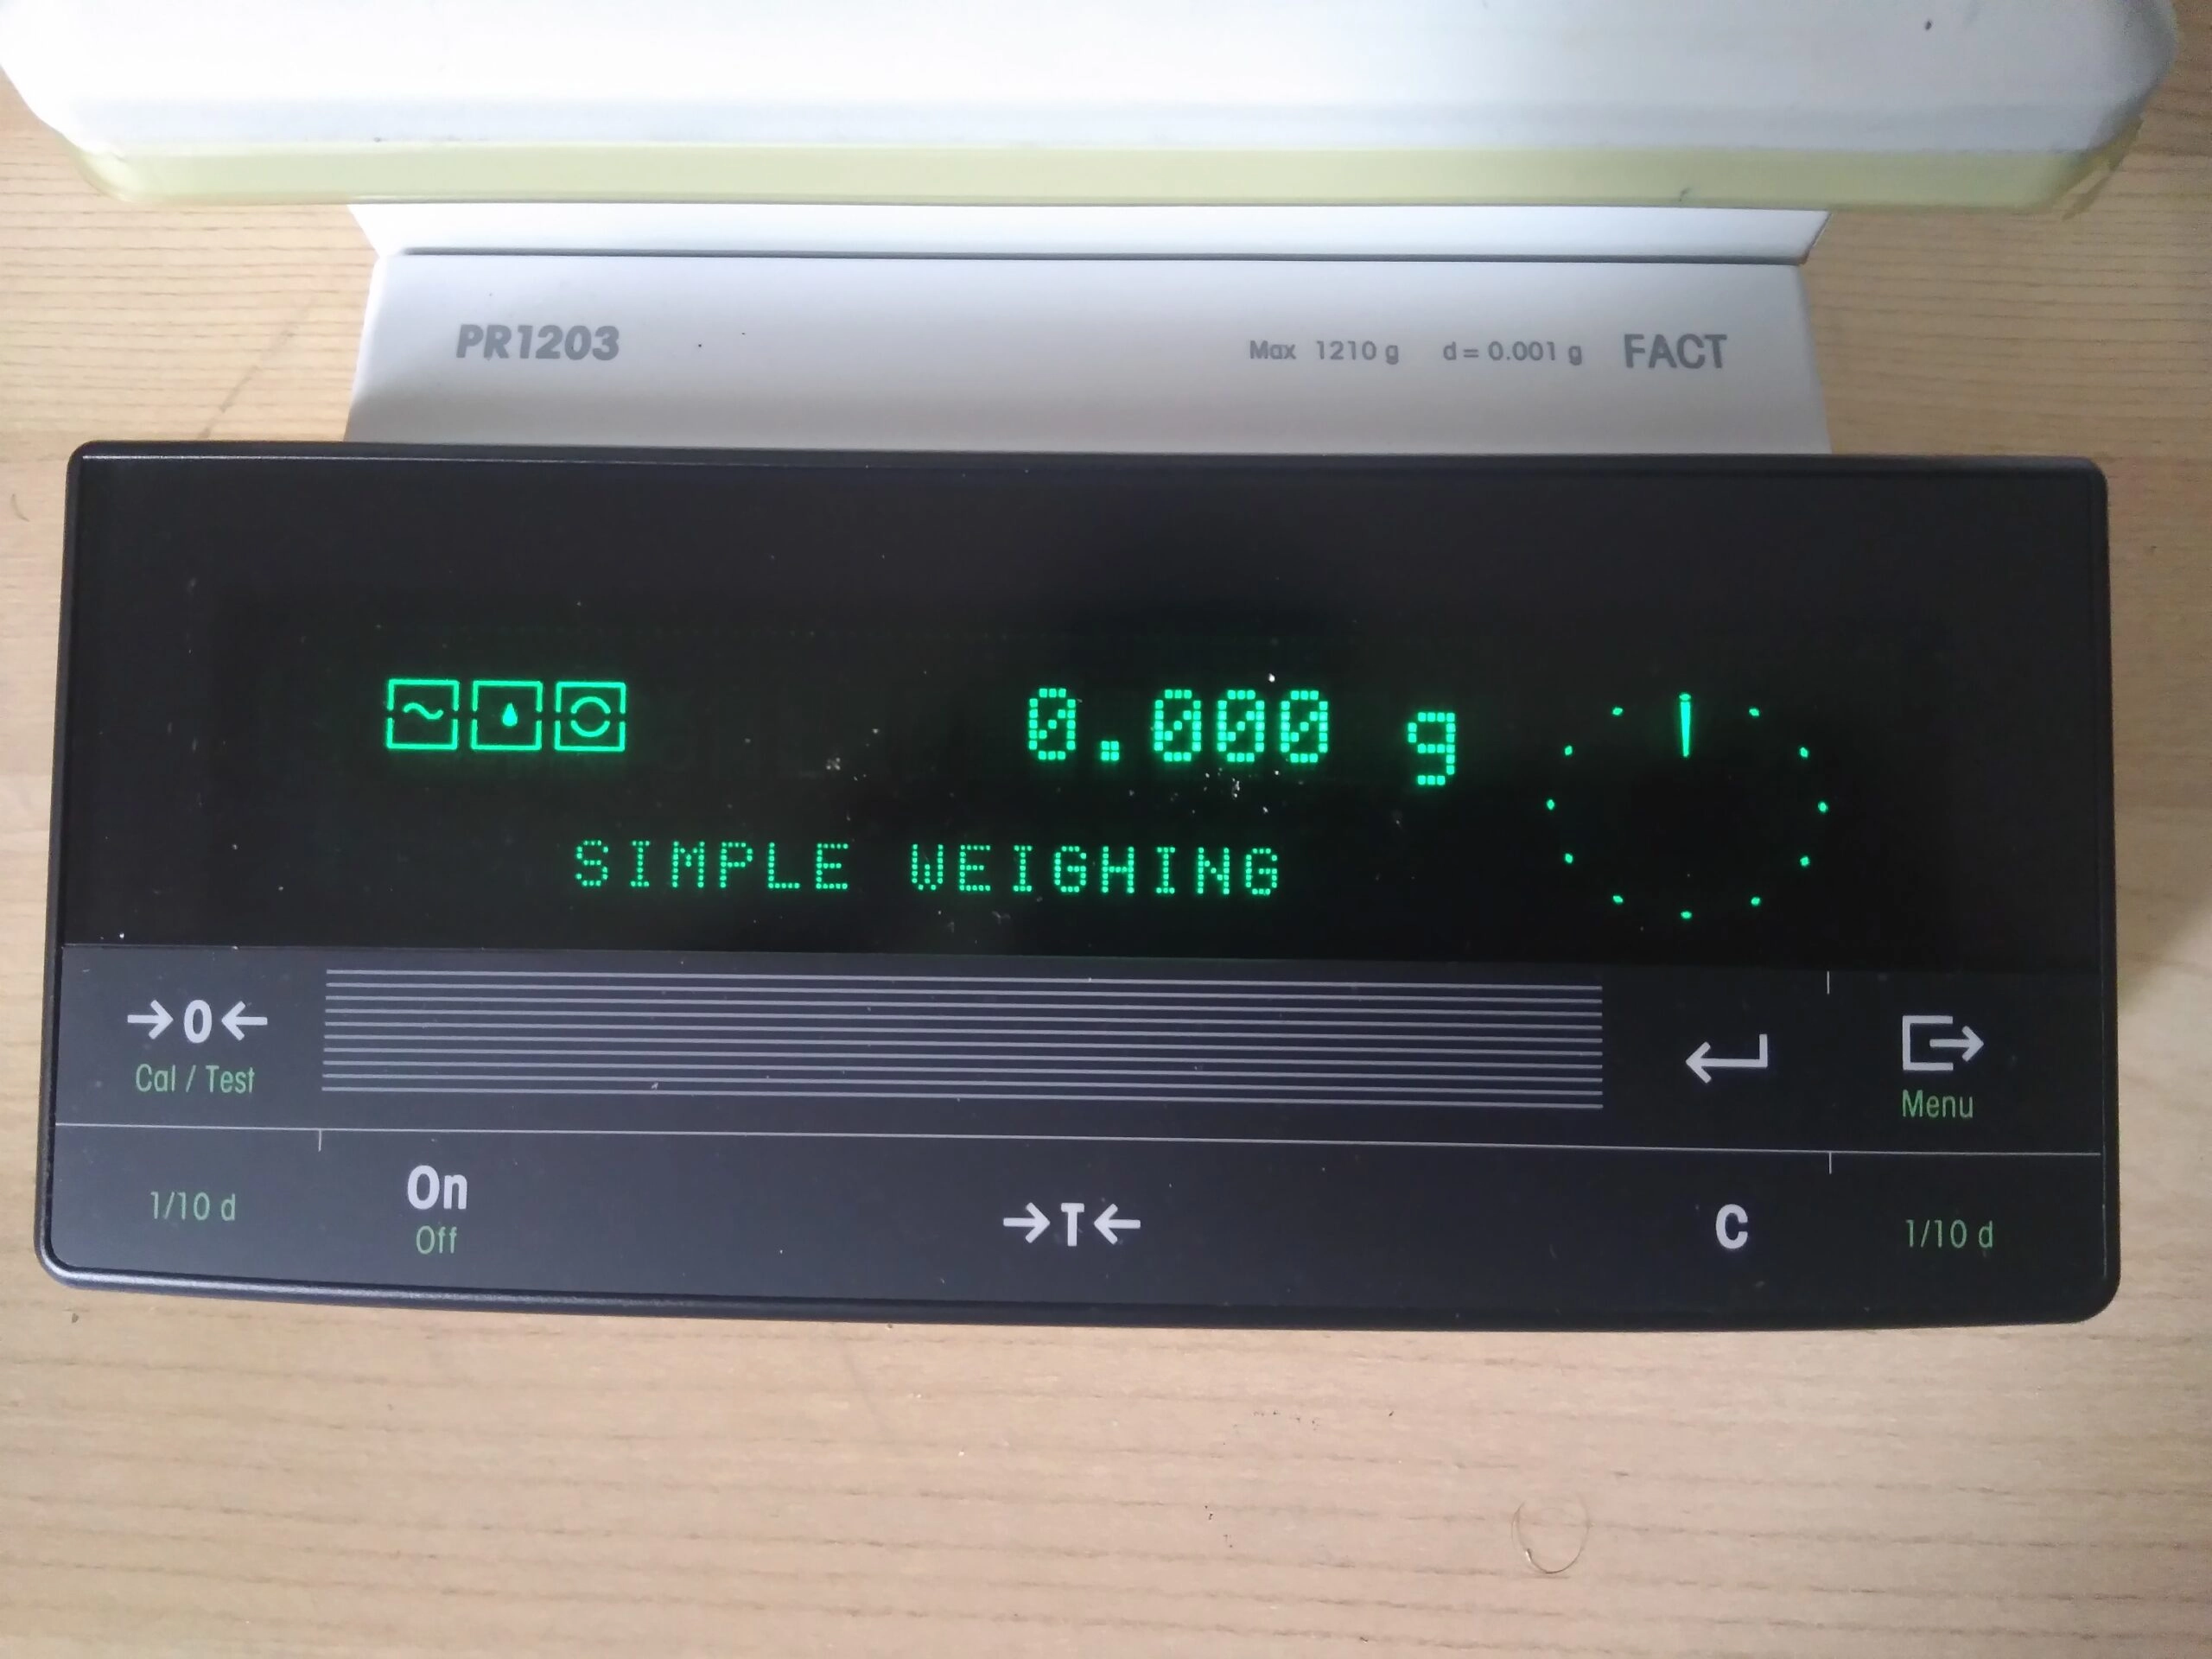 PR1203 Max 1210 g d = 0.001 g FACT
0.000 g
SIMPLE WEIGHING
→0←
Cal / Test
Menu
1/10 d
On
Off
→T←
C
1/10 d